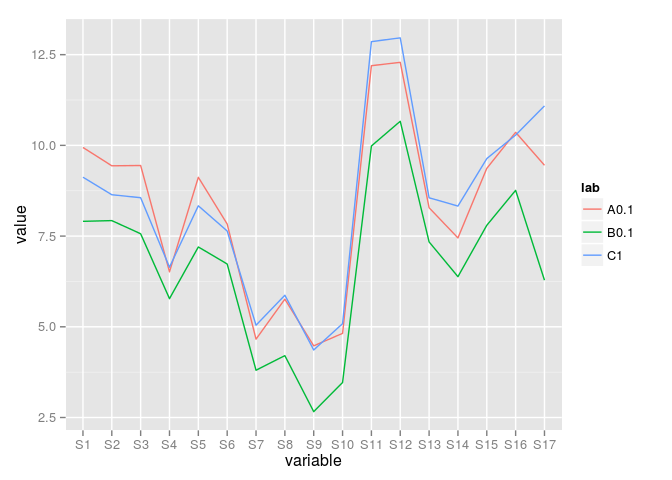 value
12.5
10.0
7.5
5.0
2.5
S1 S2 S3 S4 S5 S6 S7 S8 S9 S10 S11 S12 S13 S14 S15 S16 S17
variable
lab
A0.1
B0.1
C1